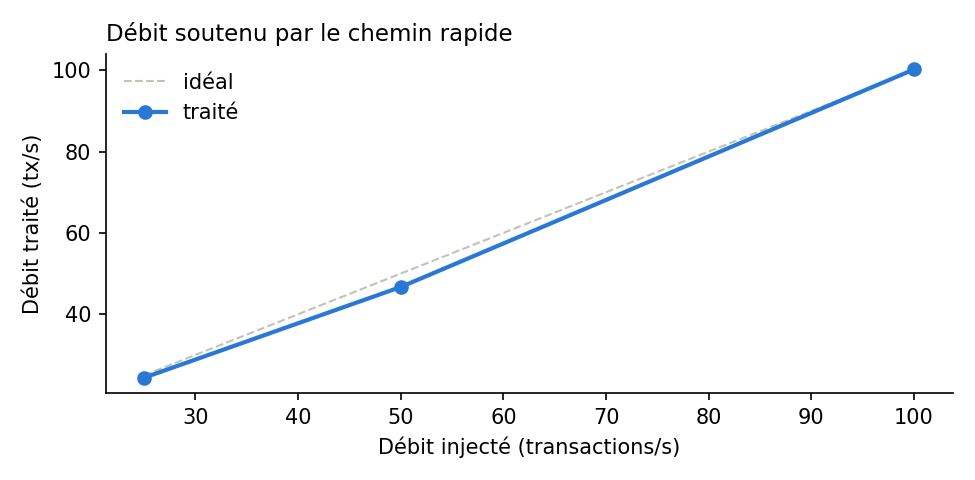 Débit soutenu par le chemin rapide
idéal
traité
Débit traité (tx/s)
100
80
60
40
30 40 50 60 70 80 90 100
Débit injecté (transactions/s)